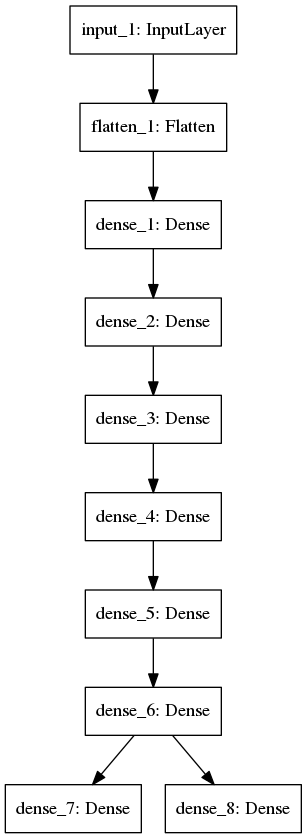 input_1: InputLayer
flatten_1: Flatten
dense_1: Dense
dense_2: Dense
dense_3: Dense
dense_4: Dense
dense_5: Dense
dense_6: Dense
dense_7: Dense
dense_8: Dense